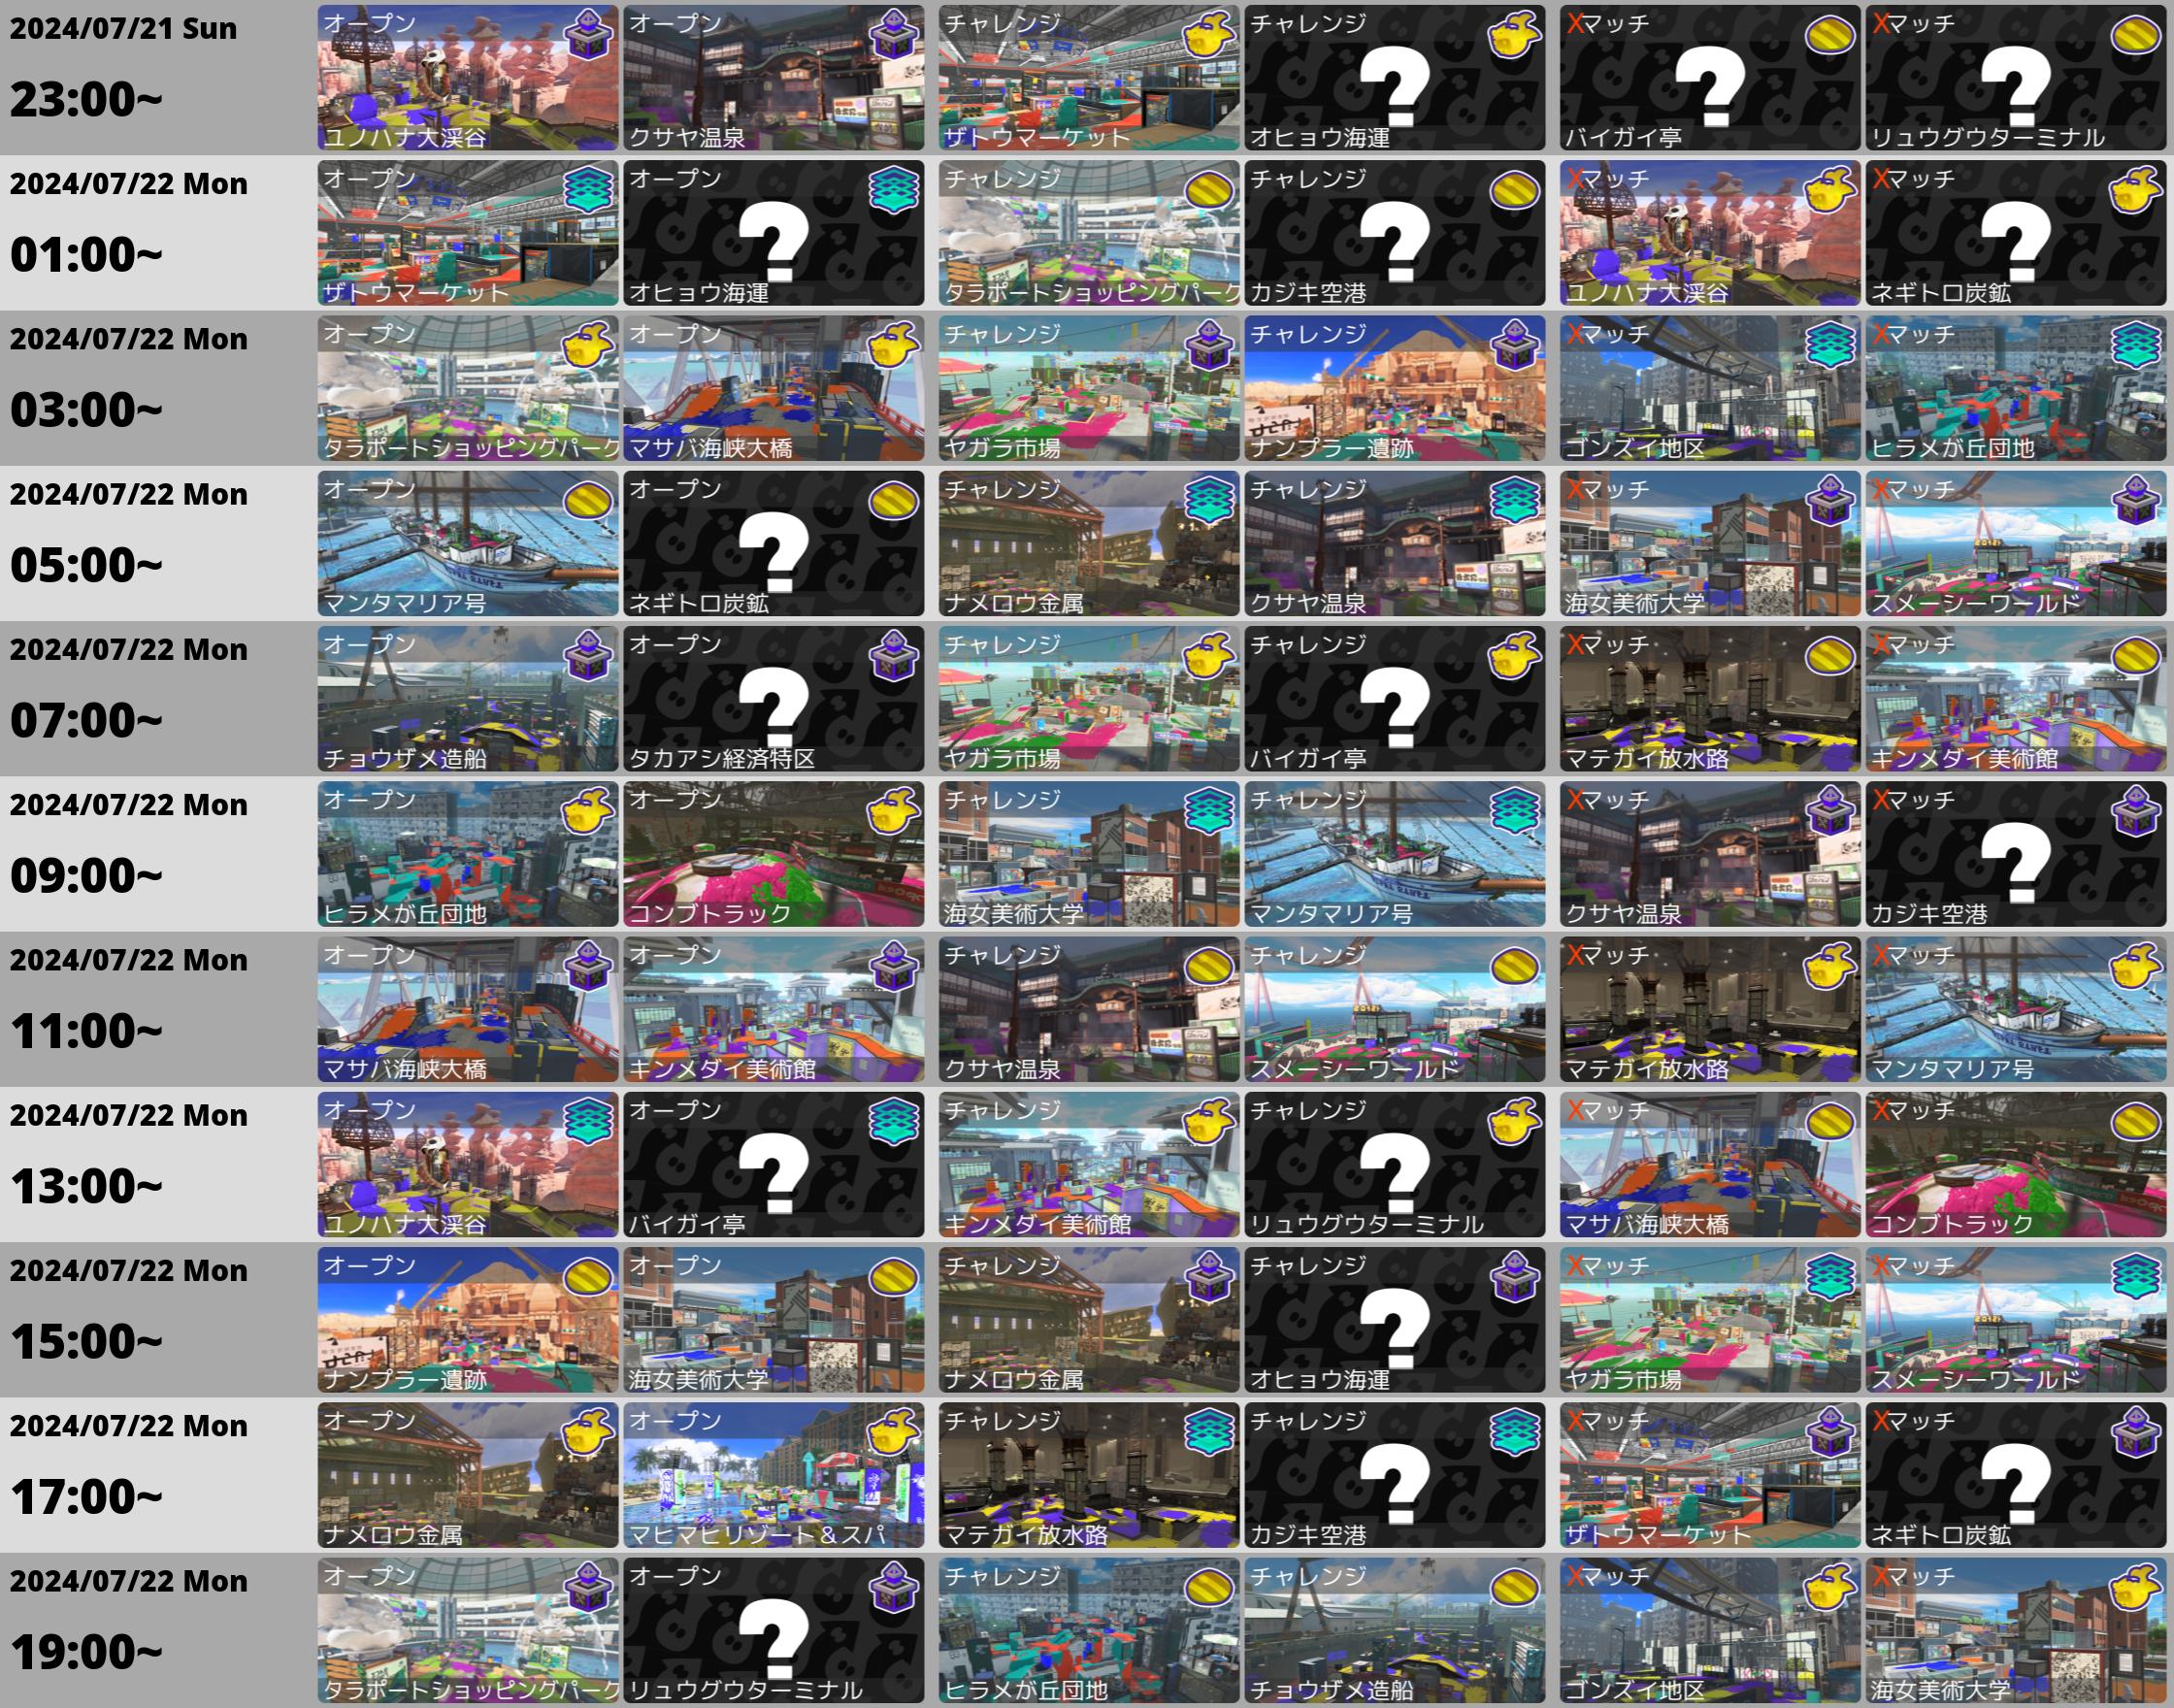 2024/07/21 Sun
23:00~
オープン
ユノハナ大渓谷
オープン
クサヤ温泉
チャレンジ
ザトウマーケット
チャレンジ
オヒョウ海運
Xマッチ
バイガイ亭
Xマッチ
リュウグウターミナル
2024/07/22 Mon
01:00~
オープン
ザトウマーケット
オープン
オヒョウ海運
チャレンジ
タラポートショッピングパーク
チャレンジ
カジキ空港
Xマッチ
ユノハナ大渓谷
Xマッチ
ネギトロ炭鉱
2024/07/22 Mon
03:00~
オープン
タラポートショッピングパーク
オープン
マサバ海峡大橋
チャレンジ
ヤガラ市場
チャレンジ
ナンプラー遺跡
Xマッチ
ゴンズイ地区
Xマッチ
ヒラメが丘団地
2024/07/22 Mon
05:00~
オープン
マンタマリア号
オープン
ネギトロ炭鉱
チャレンジ
ナメロウ金属
チャレンジ
クサヤ温泉
Xマッチ
海女美術大学
Xマッチ
スメーシーワールド
2024/07/22 Mon
07:00~
オープン
チョウザメ造船
オープン
タカアシ経済特区
チャレンジ
ヤガラ市場
チャレンジ
バイガイ亭
Xマッチ
マテガイ放水路
Xマッチ
キンメダイ美術館
2024/07/22 Mon
09:00~
オープン
ヒラメが丘団地
オープン
コンブトラック
チャレンジ
海女美術大学
チャレンジ
マンタマリア号
Xマッチ
クサヤ温泉
Xマッチ
カジキ空港
2024/07/22 Mon
11:00~
オープン
マサバ海峡大橋
オープン
キンメダイ美術館
チャレンジ
クサヤ温泉
チャレンジ
スメーシーワールド
Xマッチ
マテガイ放水路
Xマッチ
マンタマリア号
2024/07/22 Mon
13:00~
オープン
ユノハナ大渓谷
オープン
バイガイ亭
チャレンジ
キンメダイ美術館
チャレンジ
リュウグウターミナル
Xマッチ
マサバ海峡大橋
Xマッチ
コンブトラック
2024/07/22 Mon
15:00~
オープン
ナンプラー遺跡
オープン
海女美術大学
チャレンジ
ナメロウ金属
チャレンジ
オヒョウ海運
Xマッチ
ヤガラ市場
Xマッチ
スメーシーワールド
2024/07/22 Mon
17:00~
オープン
ナメロウ金属
オープン
マヒマヒリゾート＆スパ
チャレンジ
マテガイ放水路
チャレンジ
カジキ空港
Xマッチ
ザトウマーケット
Xマッチ
ネギトロ炭鉱
2024/07/22 Mon
19:00~
オープン
タラポートショッピングパーク
オープン
リュウグウターミナル
チャレンジ
ヒラメが丘団地
チャレンジ
チョウザメ造船
Xマッチ
ゴンズイ地区
Xマッチ
海女美術大学